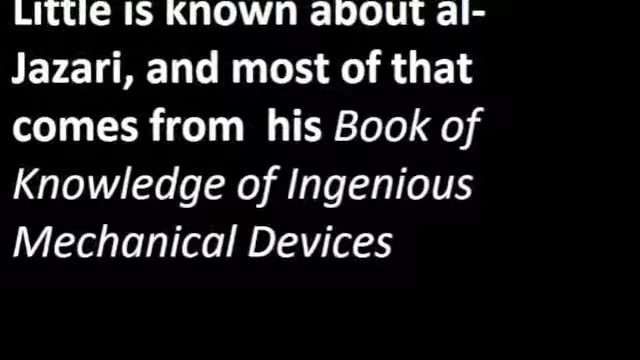 Little is known about al-
Jazari, and most of that
comes from  his Book of
Knowledge of Ingenious
Mechanical Devices